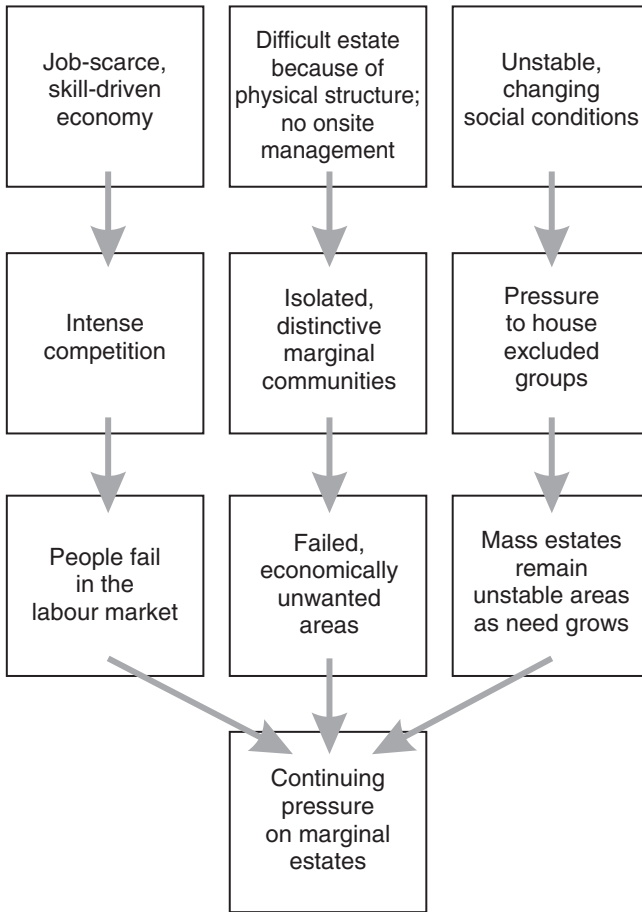 Job-scarce,
skill-driven
economy
Difficult estate
because of
physical structure;
no onsite
management
Unstable,
changing
social conditions
Intense
competition
Isolated,
distinctive
marginal
communities
Pressure
to house
excluded
groups
People fail
in the
labour market
Failed,
economically
unwanted
areas
Mass estates
remain
unstable areas
as need grows
Continuing
pressure
on marginal
estates